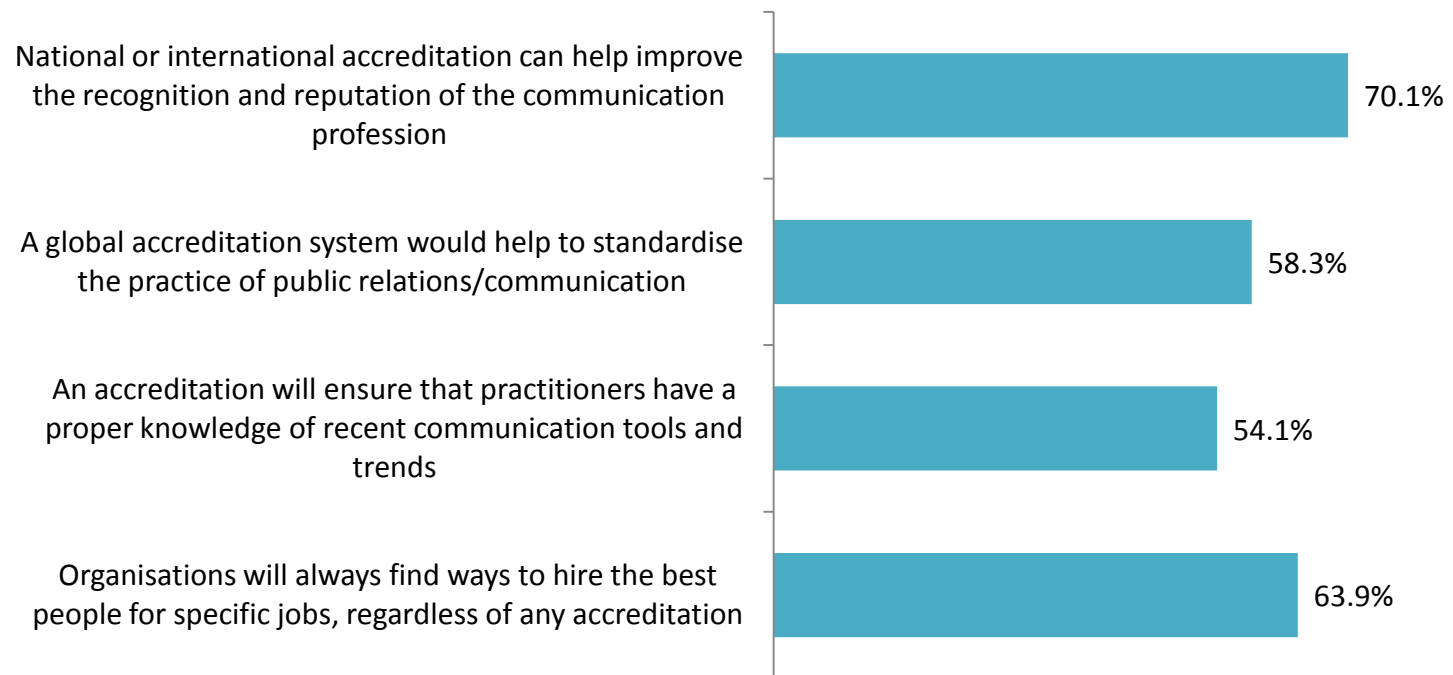 National or international accreditation can help improve
the recognition and reputation of the communication
profession
70.1%
A global accreditation system would help to standardise
the practice of public relations/communication
58.3%
An accreditation will ensure that practitioners have a
proper knowledge of recent communication tools and
trends
54.1%
Organisations will always find ways to hire the best
people for specific jobs, regardless of any accreditation
63.9%